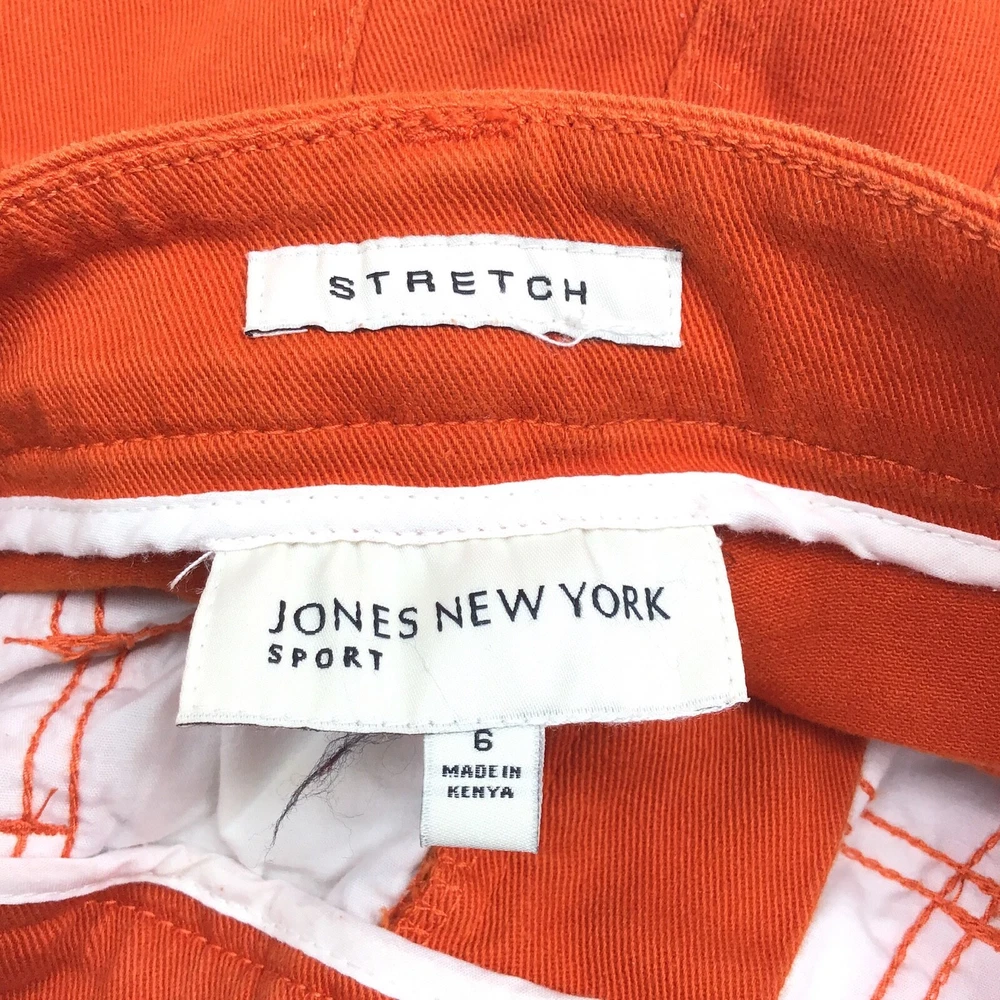 STRETCH
JONES NEW YORK
SPORT
6
MADE IN
KENYA